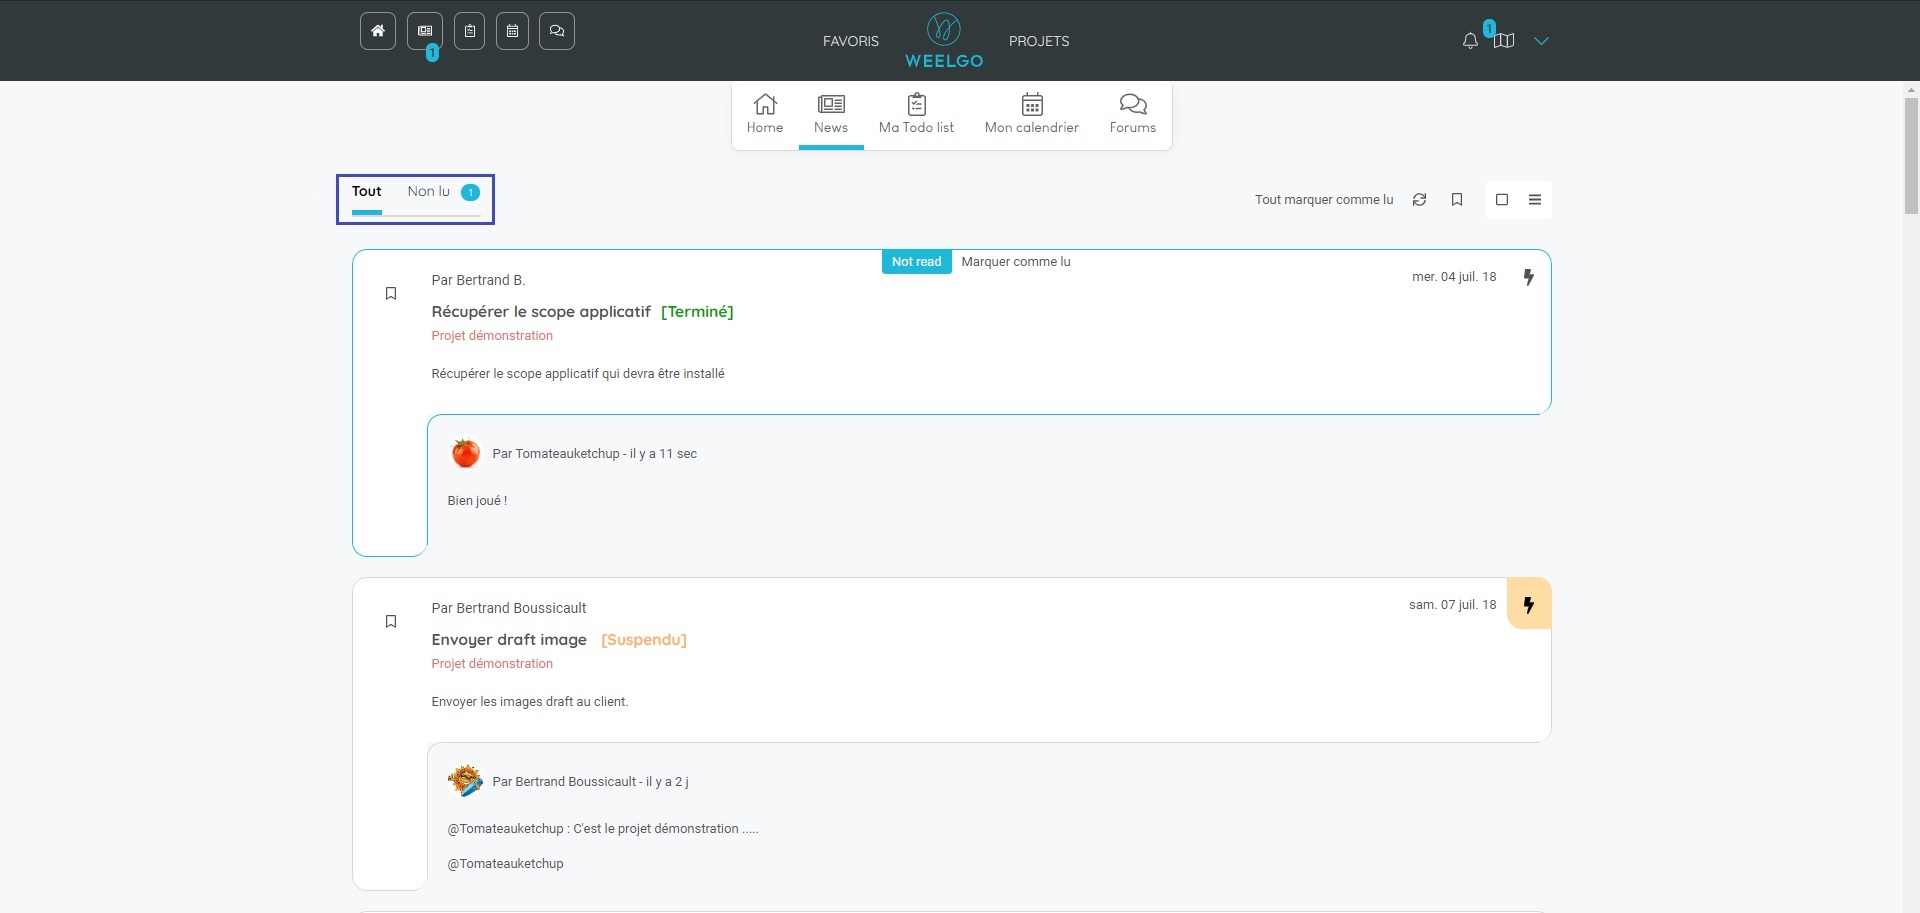 1
FAVORIS
WEELGO
PROJETS
1
Home
News
Ma Todo list
Mon calendrier
Forums
Tout
Non lu 1
Tout marquer comme lu
Not read
Marquer comme lu
Par Bertrand B.
mer. 04 juil. 18
Récupérer le scope applicatif [Terminé]
Projet démonstration
Récupérer le scope applicatif qui devra être installé
Par Tomateauketchup - il y a 11 sec
Bien joué !
Par Bertrand Boussicault
sam. 07 juil. 18
Envoyer draft image [Suspendu]
Projet démonstration
Envoyer les images draft au client.
Par Bertrand Boussicault - il y a 2 j
@Tomateauketchup : C'est le projet démonstration .....
@Tomateauketchup